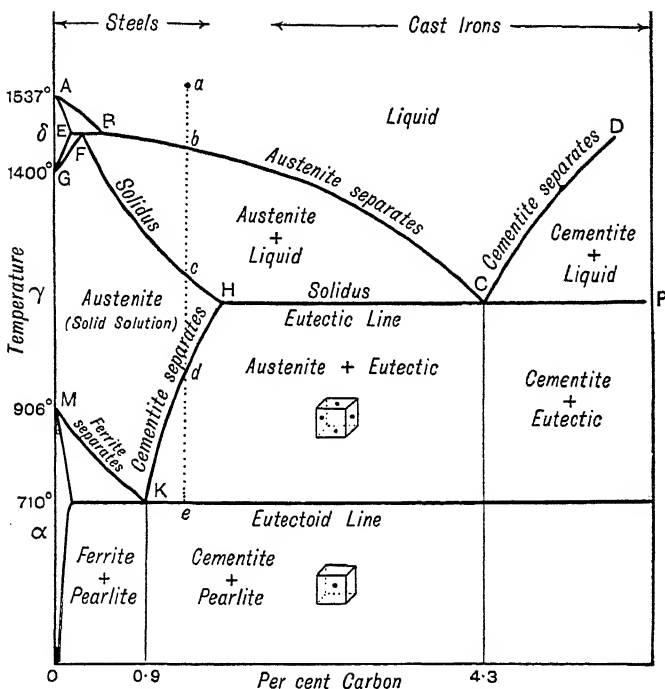 Steels
Cast Irons
A
a
1537°
Liquid
B
D
δ
E
b
F
1400°
G
Solidus
Austenite separates
Cementite separates
Austenite
+
Liquid
Cementite
+
Liquid
Temperature
γ
c
H
Solidus
C
P
Eutectic Line
Austenite
(Solid Solution)
Cementite separates
d
Austenite + Eutectic
Cementite
+
Eutectic
906°
M
Ferrite
separates
K
710°
e
Eutectoid Line
α
Ferrite
+
Pearlite
Cementite
+
Pearlite
0
0·9
Per cent Carbon
4·3